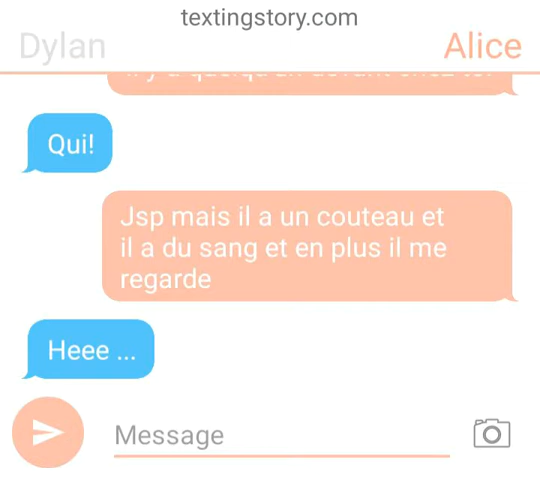 textingstory.com
Dylan
Alice
Qui!
Jsp mais il a un couteau et
il a du sang et en plus il me
regarde
Heee ...
Message